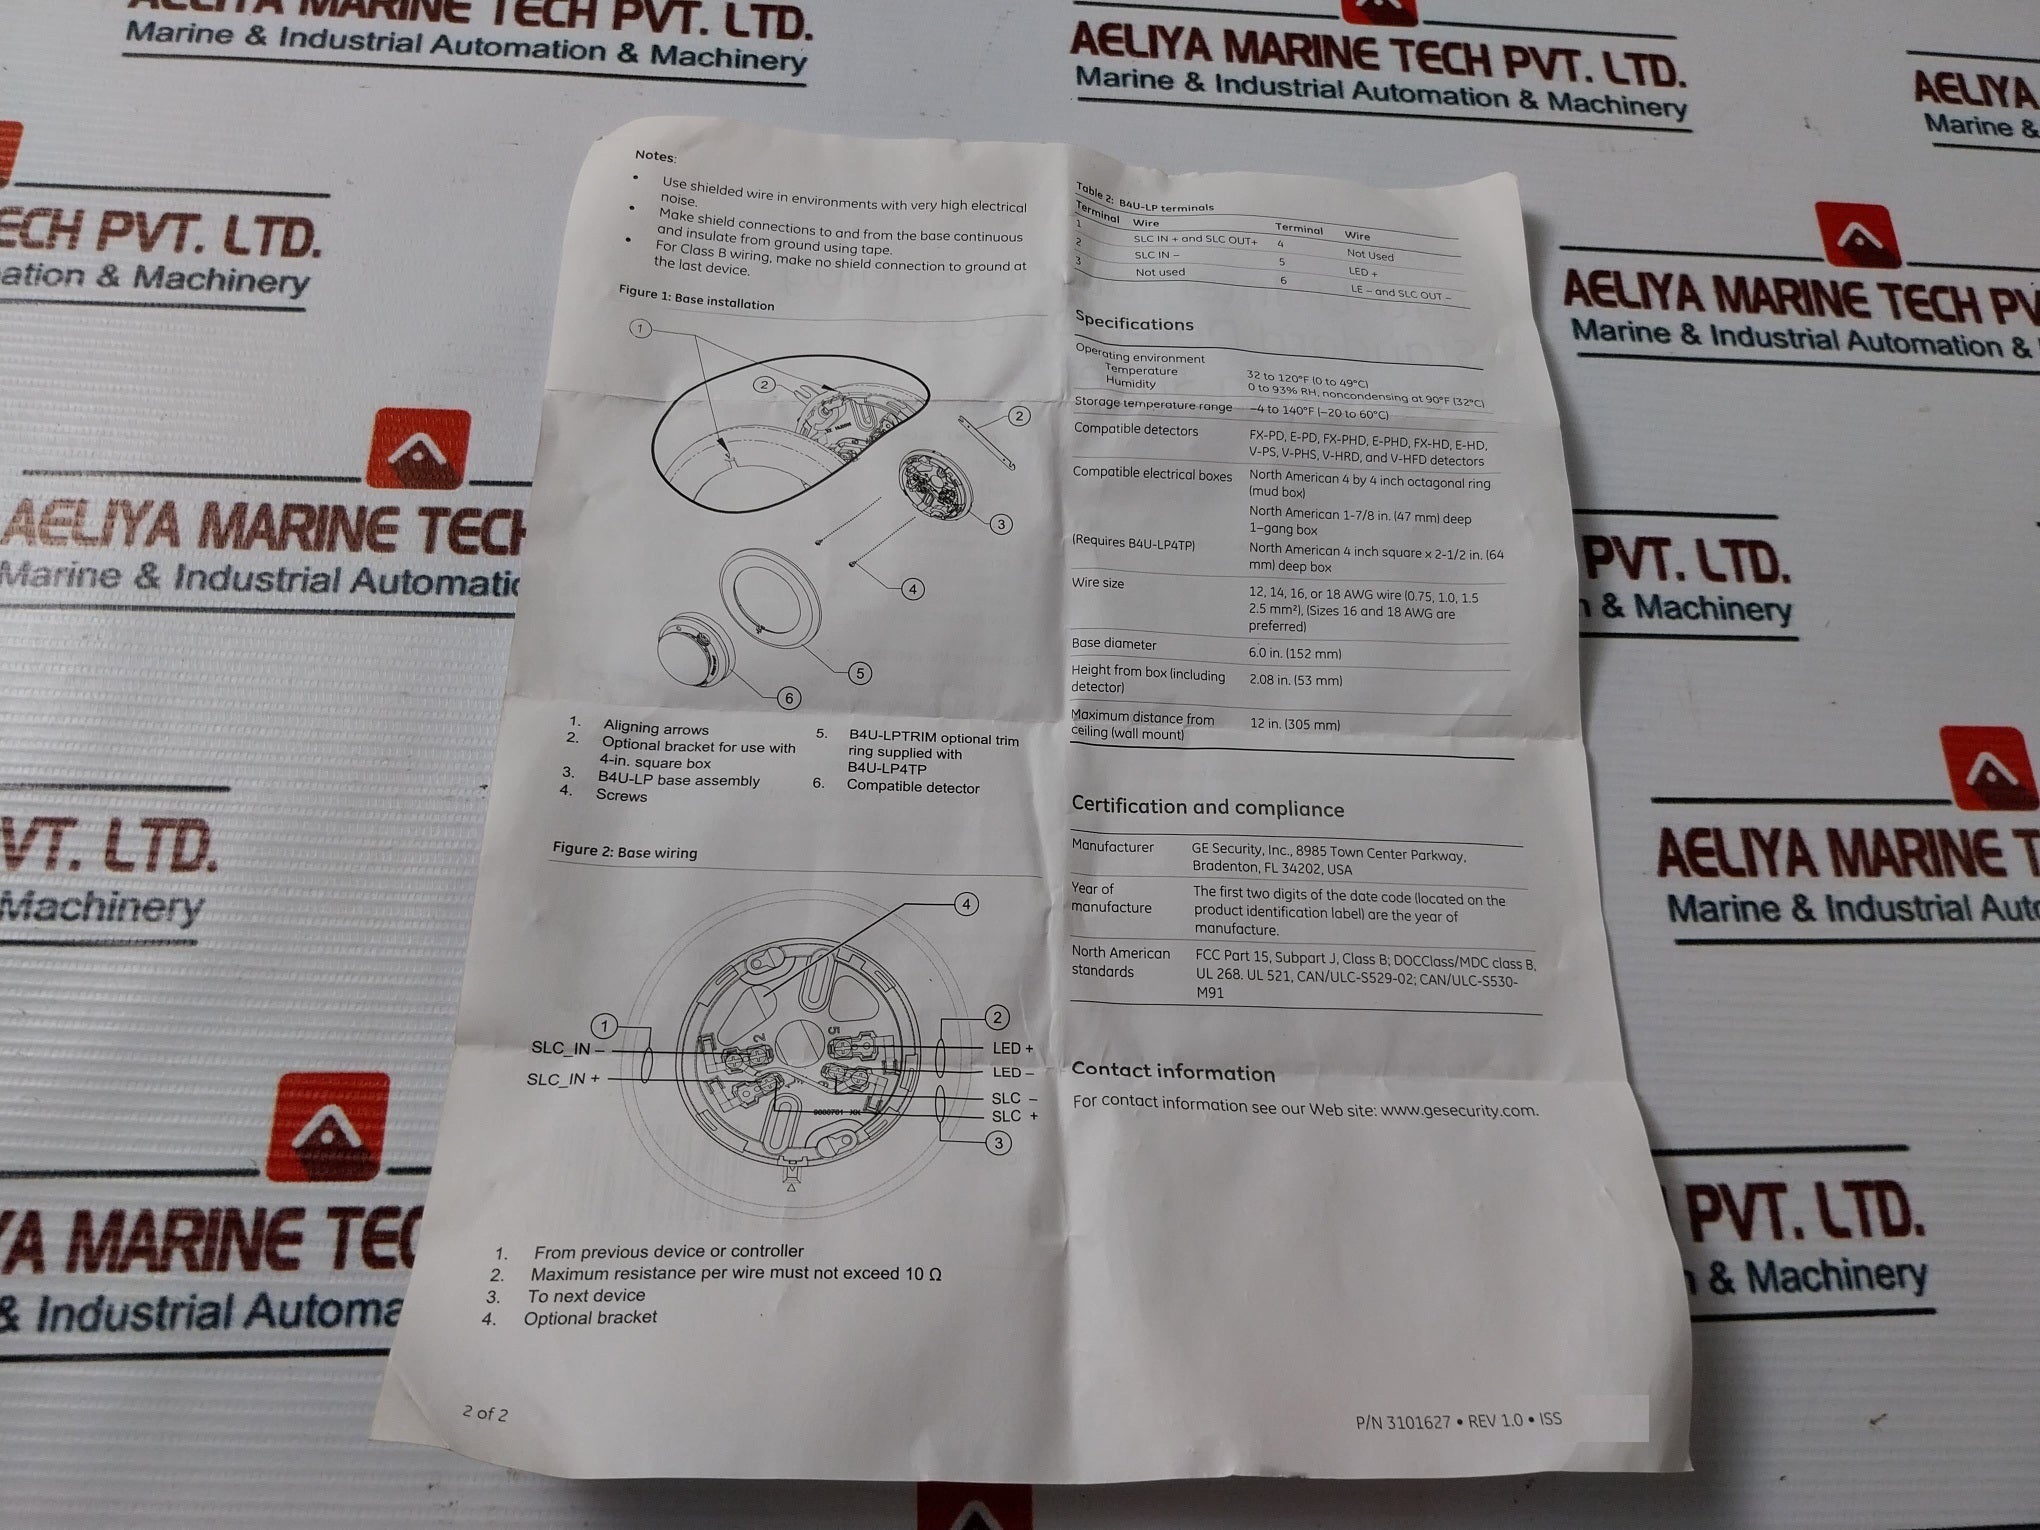 AELIYA MARINE TECH PVT. LTD.
Marine & Industrial Automation & Machinery
AELIYA MARINE TECH PVT. LTD.
Marine & Industrial Automation & Machinery
AELIYA
Marine &
ECH PVT. LTD.
ation & Machinery
AELIYA MARINE TECH PV
Marine & Industrial Automation &
AELIYA MARINE TECH
Marine & Industrial Automatic
PVT. LTD.
& Machinery
VT. LTD.
Machinery
AELIYA MARINE T
Marine & Industrial Aut
YA MARINE TEC
& Industrial Automa
PVT. LTD.
& Machinery
Notes:
• Use shielded wire in environments with very high electrical
noise.
• Make shield connections to and from the base continuous
and insulate from ground using tape.
• For Class B wiring, make no shield connection to ground at
the last device.
Figure 1: Base installation
1
2
2
3
4
5
6
1. Aligning arrows
2. Optional bracket for use with
4-in. square box
3. B4U-LP base assembly
4. Screws
5. B4U-LPTRIM optional trim
ring supplied with
B4U-LP4TP
6. Compatible detector
Figure 2: Base wiring
4
1
2
SLC_IN –
SLC_IN +
2
5
LED +
LED –
SLC –
SLC +
3
1. From previous device or controller
2. Maximum resistance per wire must not exceed 10 Ω
3. To next device
4. Optional bracket
2 of 2
Table 2: B4U-LP terminals
Terminal Wire Terminal Wire
1 SLC IN + and SLC OUT+ 4 Not Used
2 SLC IN – 5 LED +
3 Not used 6 LE – and SLC OUT –
Specifications
Operating environment
Temperature 32 to 120°F (0 to 49°C)
Humidity 0 to 93% RH, noncondensing at 90°F (32°C)
Storage temperature range –4 to 140°F (–20 to 60°C)
Compatible detectors FX-PD, E-PD, FX-PHD, E-PHD, FX-HD, E-HD,
V-PS, V-PHS, V-HRD, and V-HFD detectors
Compatible electrical boxes North American 4 by 4 inch octagonal ring
(mud box)
North American 1-7/8 in. (47 mm) deep
1–gang box
(Requires B4U-LP4TP) North American 4 inch square x 2-1/2 in. (64
mm) deep box
Wire size 12, 14, 16, or 18 AWG wire (0.75, 1.0, 1.5
2.5 mm²), (Sizes 16 and 18 AWG are
preferred)
Base diameter 6.0 in. (152 mm)
Height from box (including 2.08 in. (53 mm)
detector)
Maximum distance from 12 in. (305 mm)
ceiling (wall mount)
Certification and compliance
Manufacturer GE Security, Inc., 8985 Town Center Parkway,
Bradenton, FL 34202, USA
Year of The first two digits of the date code (located on the
manufacture product identification label) are the year of
manufacture.
North American FCC Part 15, Subpart J, Class B; DOCClass/MDC class B,
standards UL 268. UL 521, CAN/ULC-S529-02; CAN/ULC-S530-
M91
Contact information
For contact information see our Web site: www.gesecurity.com.
P/N 3101627 • REV 1.0 • ISS